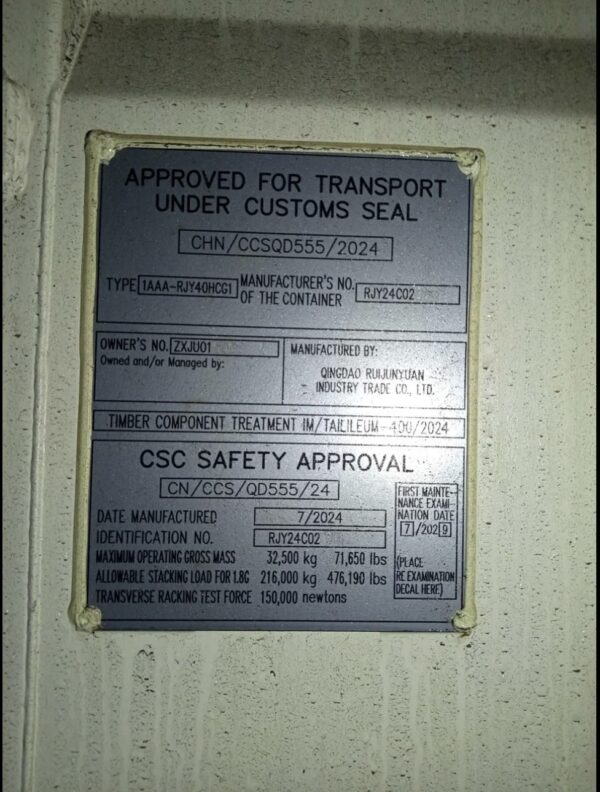 APPROVED FOR TRANSPORT
UNDER CUSTOMS SEAL
CHN/CCSQD555/2024
TYPE 1AAA-RJY40HCG1 MANUFACTURER'S NO. OF THE CONTAINER RJY24C02
OWNER'S NO. ZXJU01
Owned and/or Managed by:
MANUFACTURED BY:
QINGDAO RUIJUNYUAN
INDUSTRY TRADE CO., LTD.
TIMBER COMPONENT TREATMENT IM/TAILILEUM-400/2024
CSC SAFETY APPROVAL
CN/CCS/QD555/24
DATE MANUFACTURED 7/2024
IDENTIFICATION NO. RJY24C02
MAXIMUM OPERATING GROSS MASS 32,500 kg 71,650 lbs
ALLOWABLE STACKING LOAD FOR 1.8G 216,000 kg 476,190 lbs
TRANSVERSE RACKING TEST FORCE 150,000 newtons
FIRST MAINTE-
NANCE EXAMI-
NATION DATE
7/2029
(PLACE
RE EXAMINATION
DECAL HERE)